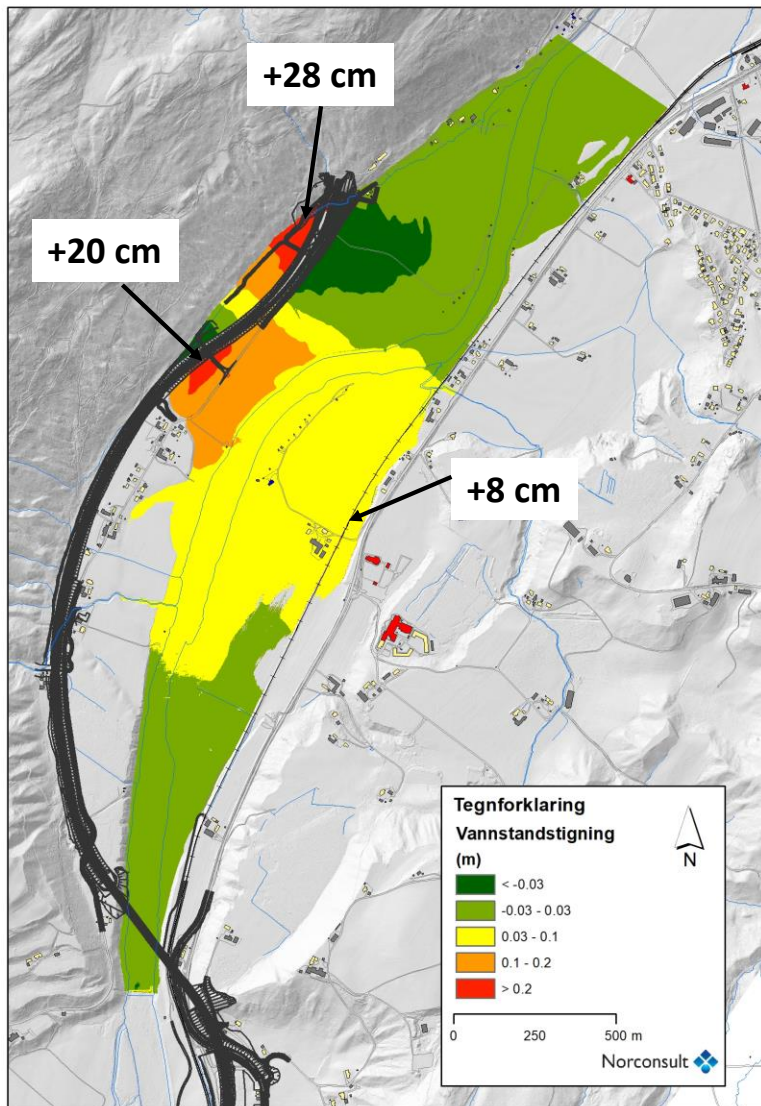 +28 cm
+20 cm
+8 cm
Tegnforklaring
Vannstandstigning
(m)
< -0.03
-0.03 - 0.03
0.03 - 0.1
0.1 - 0.2
> 0.2
N
0 250 500 m
Norconsult